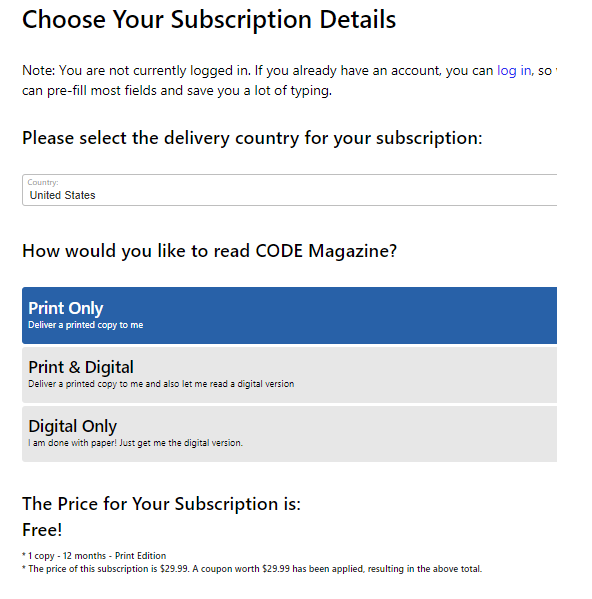 Choose Your Subscription Details
Note: You are not currently logged in. If you already have an account, you can log in, so
can pre-fill most fields and save you a lot of typing.
Please select the delivery country for your subscription:
Country:
United States
How would you like to read CODE Magazine?
Print Only
Deliver a printed copy to me
Print & Digital
Deliver a printed copy to me and also let me read a digital version
Digital Only
I am done with paper! Just get me the digital version.
The Price for Your Subscription is:
Free!
* 1 copy - 12 months - Print Edition
* The price of this subscription is $29.99. A coupon worth $29.99 has been applied, resulting in the above total.